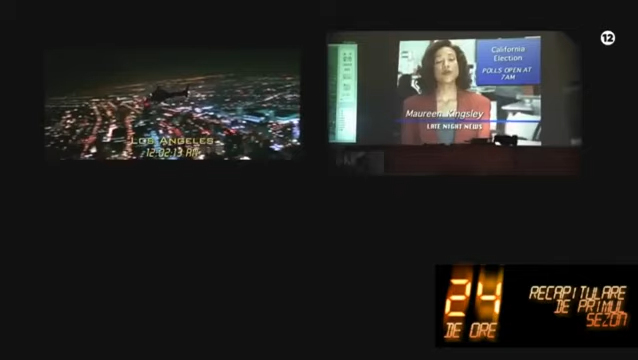 12
California
Election
POLLS OPEN AT
7AM
Maureen Kingsley
LATE NIGHT NEWS
LOS ANGELES
12:02:13 AM
24
DE ORE
RECAPITULARE
DE PRIMUL
SEZON